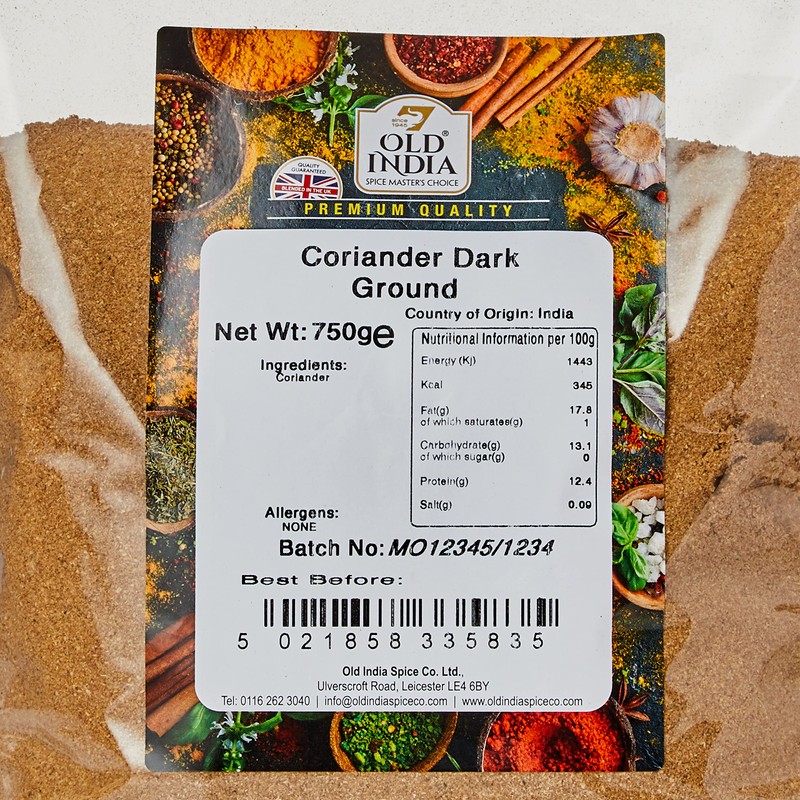 since
1945
OLD®
INDIA
SPICE MASTER'S CHOICE
QUALITY
GUARANTEED
BLENDED IN THE UK
PREMIUM QUALITY
Coriander Dark
Ground
Country of Origin: India
Net Wt: 750g℮
Ingredients:
Coriander
Nutritional Information per 100g
Energy (Kj) 1443
Kcal 345
Fat(g) 17.8
of which saturates(g) 1
Carbohydrate(g) 13.1
of which sugar(g) 0
Protein(g) 12.4
Salt(g) 0.09
Allergens:
NONE
Batch No: MO12345/1234
Best Before:
5 021858 335835
Old India Spice Co. Ltd.,
Ulverscroft Road, Leicester LE4 6BY
Tel: 0116 262 3040 | info@oldindiaspiceco.com | www.oldindiaspiceco.com